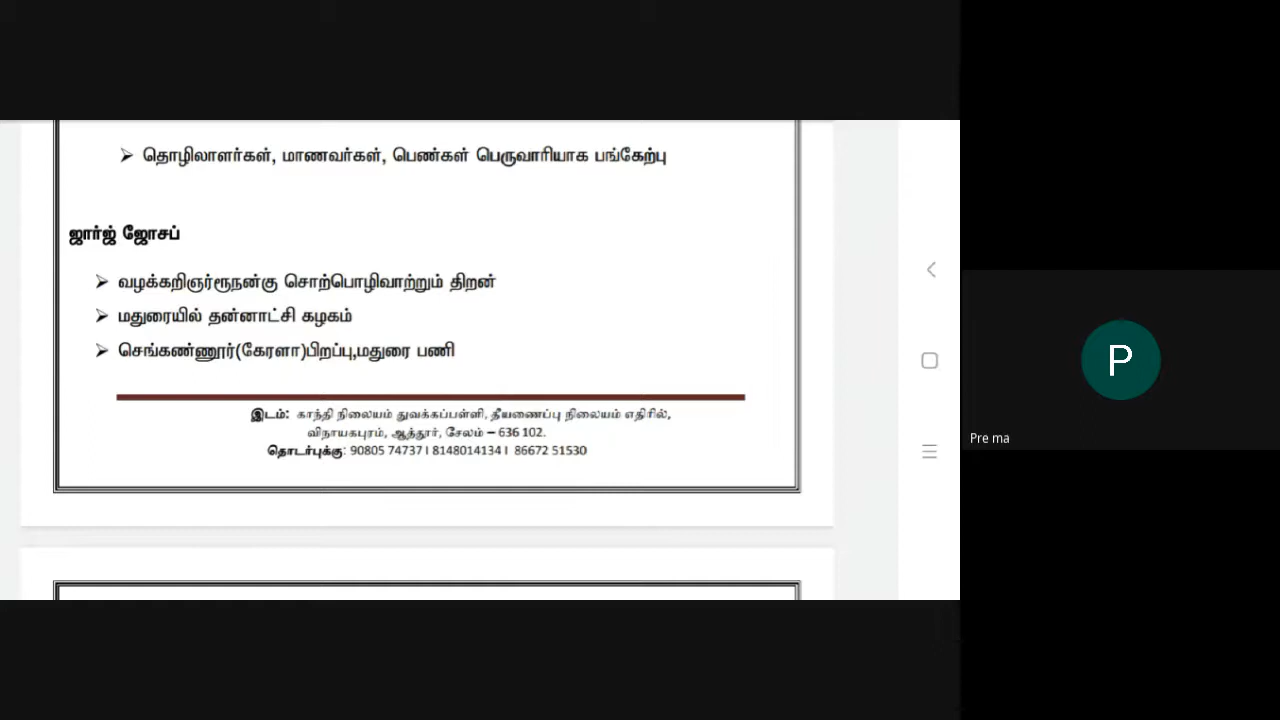 ➢ தொழிலாளர்கள், மாணவர்கள், பெண்கள் பெருவாரியாக பங்கேற்பு
ஜார்ஜ் ஜோசப்
➢ வழக்கறிஞர்ரூநன்கு சொற்பொழிவாற்றும் திறன்
➢ மதுரையில் தன்னாட்சி கழகம்
➢ செங்கண்ணூர்(கேரளா)பிறப்பு,மதுரை பணி
இடம்: காந்தி நிலையம் துவக்கப்பள்ளி, தீயணைப்பு நிலையம் எதிரில்,
விநாயகபுரம், ஆத்தூர், சேலம் – 636 102.
தொடர்புக்கு: 90805 74737 I 8148014134 I 86672 51530
P
Pre ma